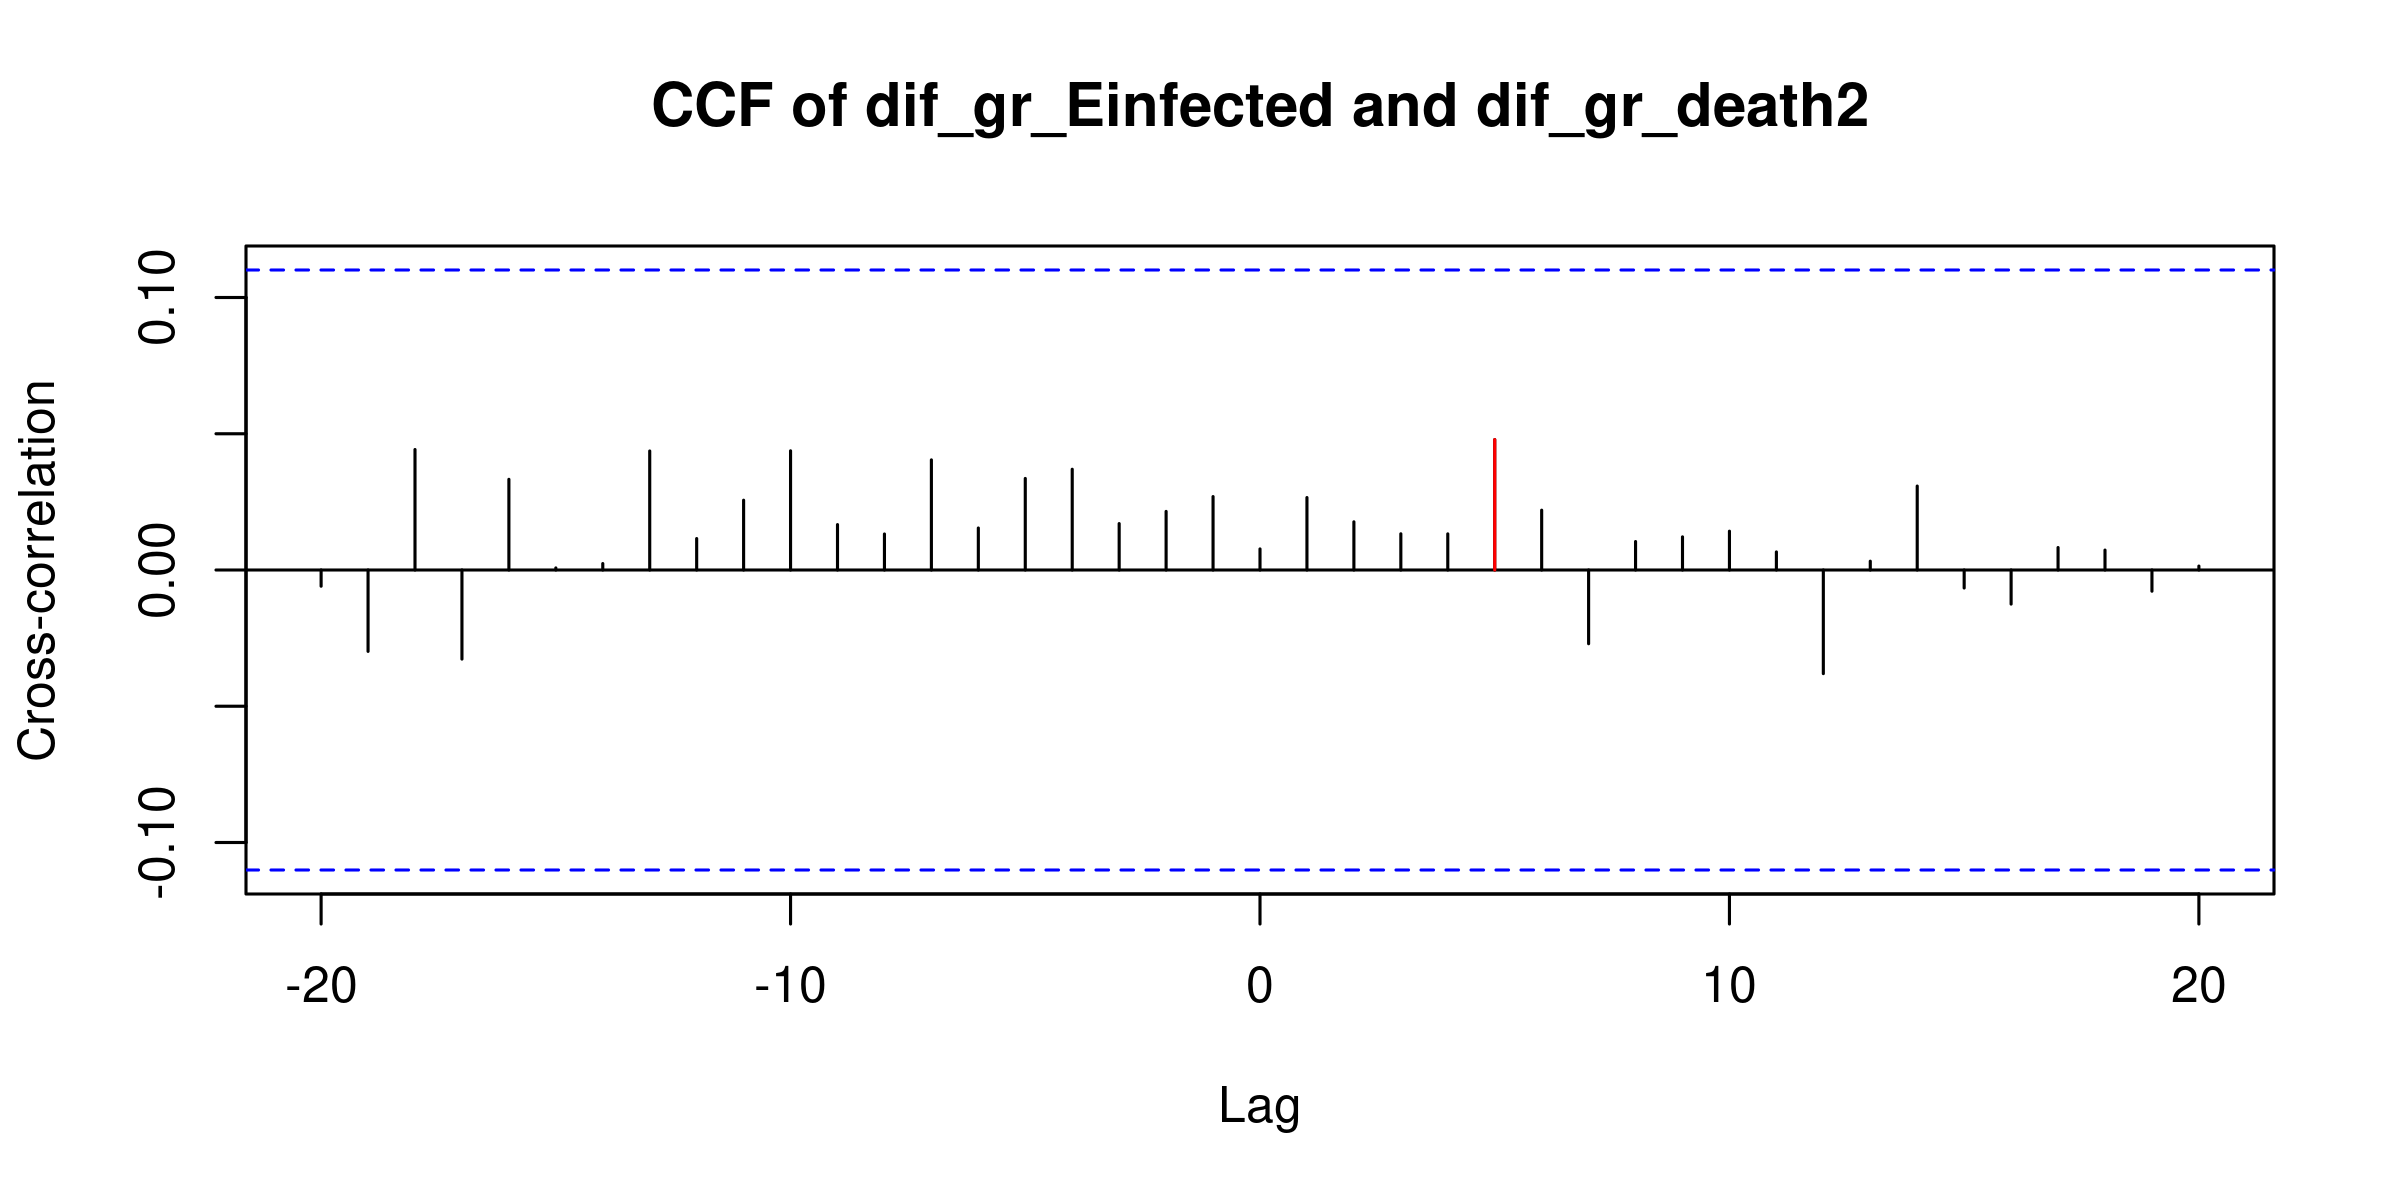 CCF of dif_gr_Einfected and dif_gr_death2
Cross-correlation
0.10
0.00
-0.10
-20 -10 0 10 20
Lag